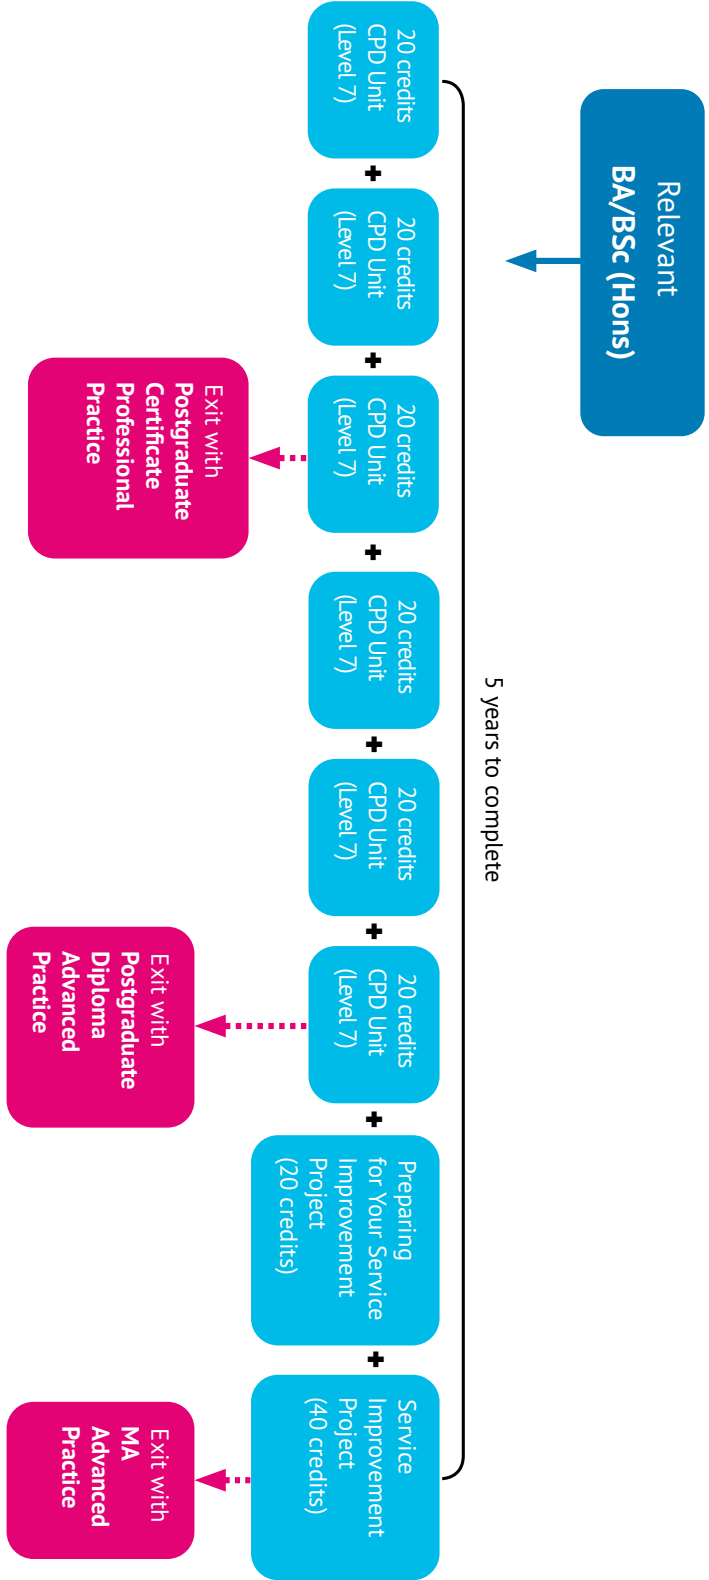 Relevant
BA/BSc (Hons)
5 years to complete
20 credits
CPD Unit
(Level 7)
+
20 credits
CPD Unit
(Level 7)
+
20 credits
CPD Unit
(Level 7)
+
20 credits
CPD Unit
(Level 7)
+
20 credits
CPD Unit
(Level 7)
+
20 credits
CPD Unit
(Level 7)
+
Preparing
for Your Service
Improvement
Project
(20 credits)
+
Service
Improvement
Project
(40 credits)
Exit with
Postgraduate
Certificate
Professional
Practice
Exit with
Postgraduate
Diploma
Advanced
Practice
Exit with
MA
Advanced
Practice